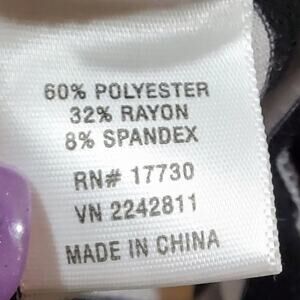 60% POLYESTER
32% RAYON
8% SPANDEX
RN# 17730
VN 2242811
MADE IN CHINA